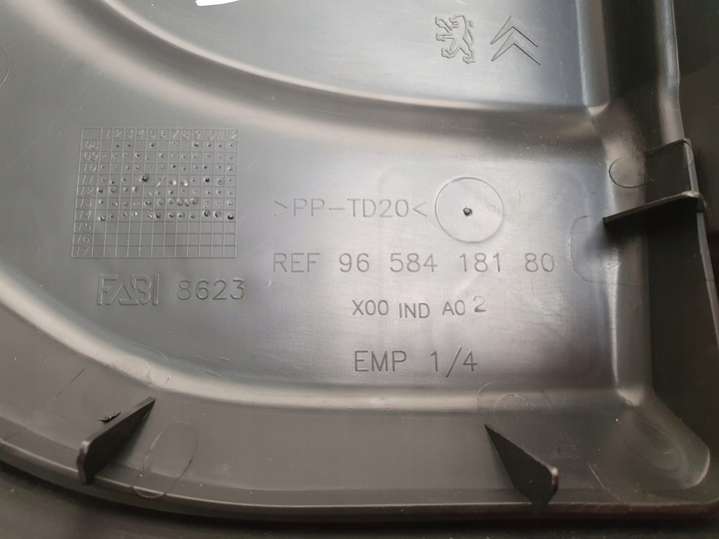 >PP-TD20<
REF 96 584 181 80
FABI 8623
X00 IND A0 2
EMP 1/4